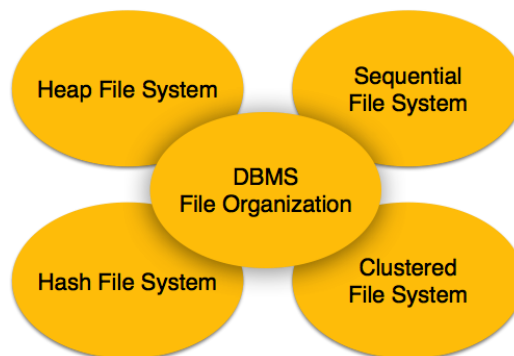 Heap File System
Sequential
File System
DBMS
File Organization
Hash File System
Clustered
File System